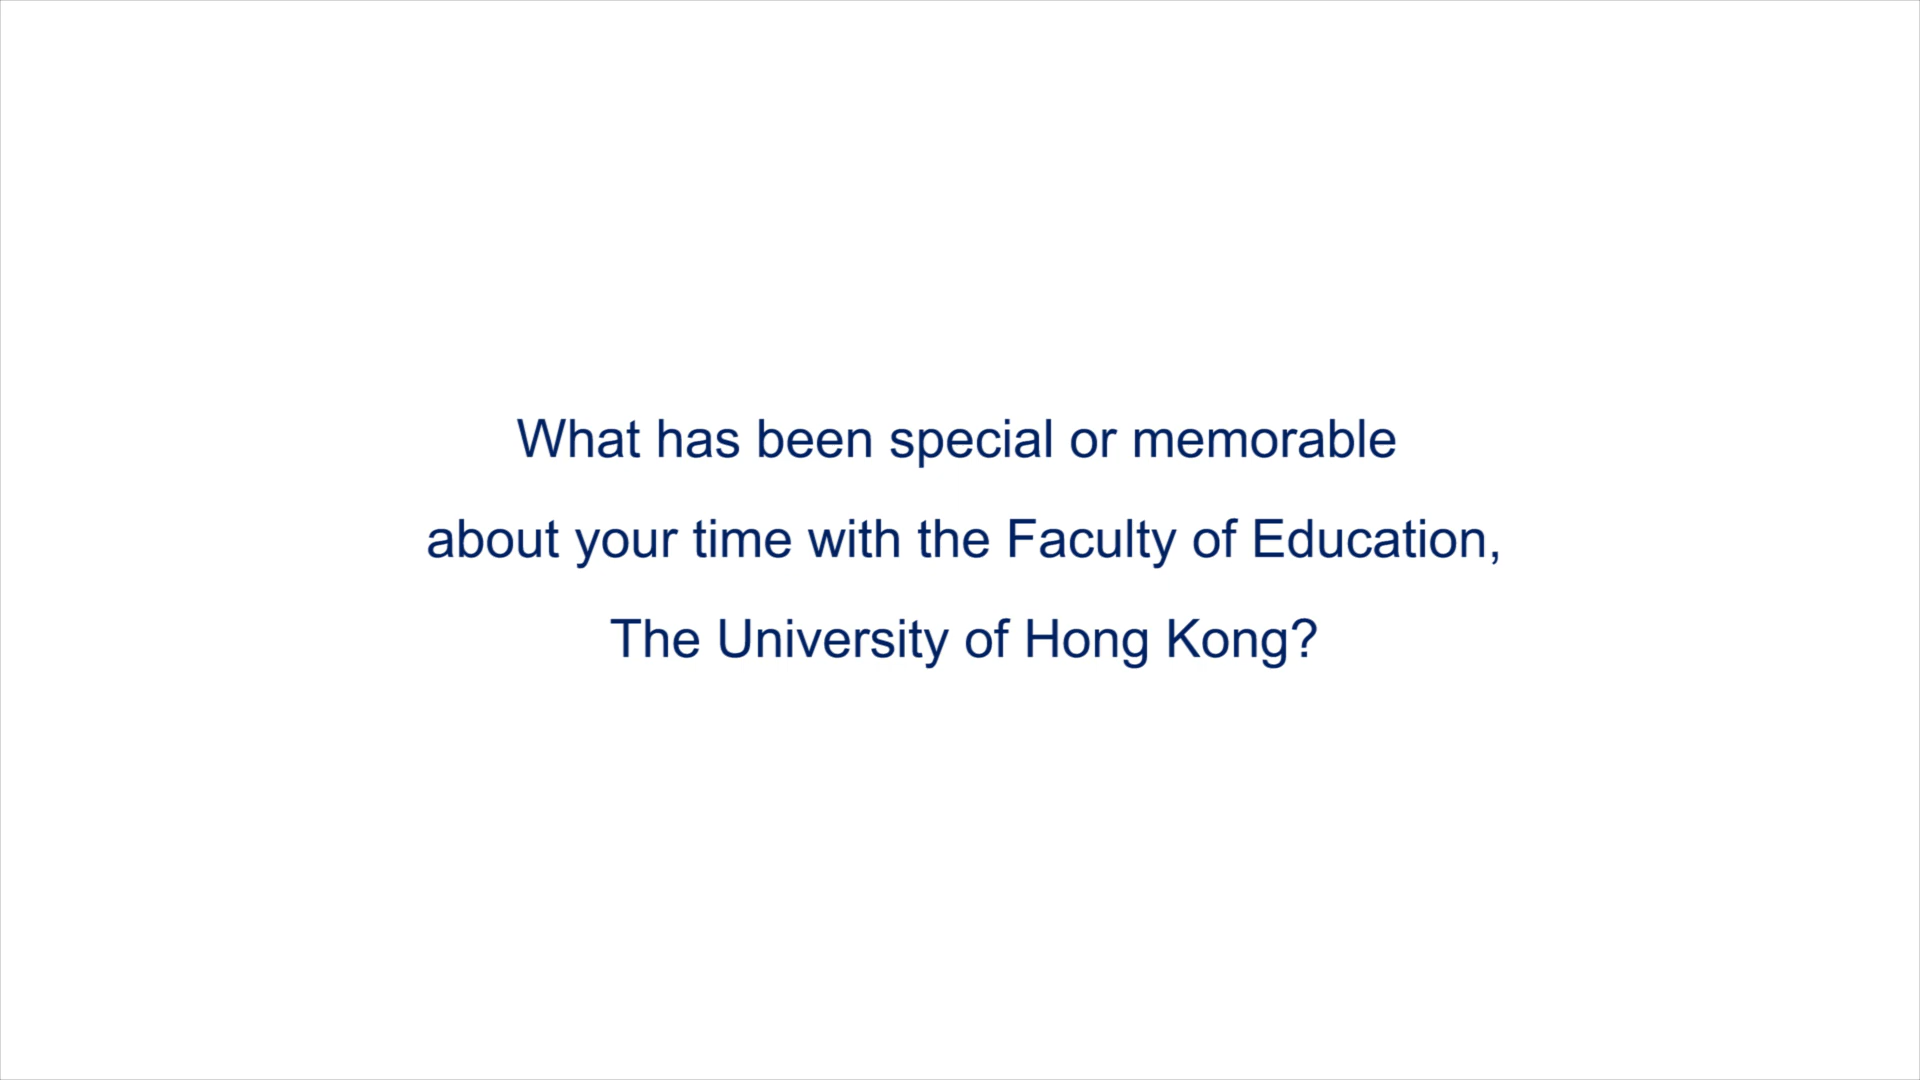 What has been special or memorable
about your time with the Faculty of Education,
The University of Hong Kong?